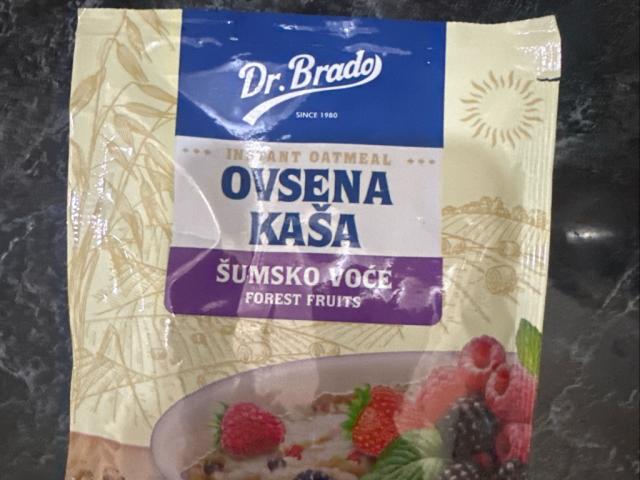 Dr. Brado
SINCE 1980
INSTANT OATMEAL
OVSENA
KAŠA
ŠUMSKO VOĆE
FOREST FRUITS